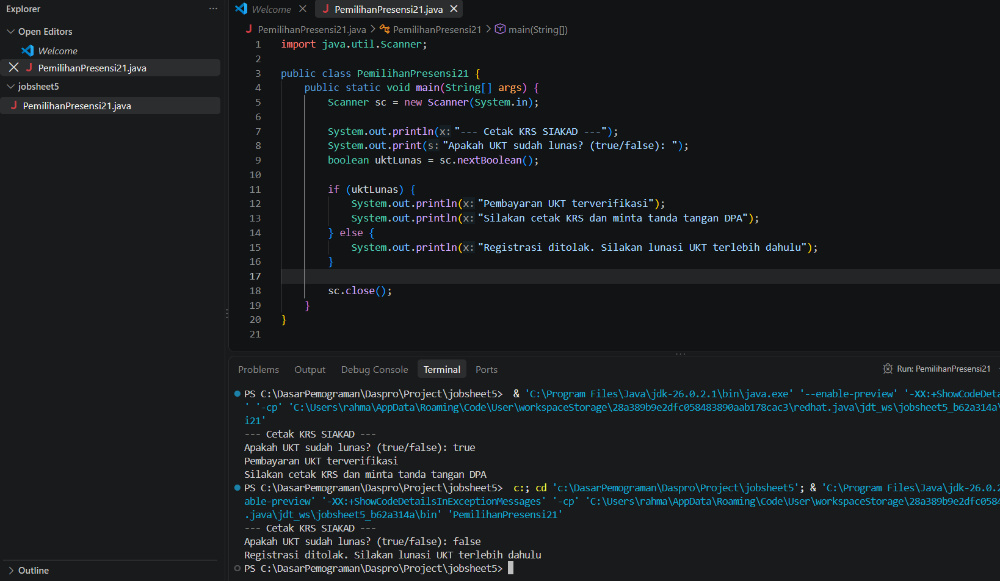 Explorer
Open Editors
Welcome
PemilihanPresensi21.java
jobsheet5
PemilihanPresensi21.java
Outline
Welcome
PemilihanPresensi21.java
PemilihanPresensi21.java > PemilihanPresensi21 > main(String[])
1 import java.util.Scanner;
2
3 public class PemilihanPresensi21 {
4 public static void main(String[] args) {
5 Scanner sc = new Scanner(System.in);
6
7 System.out.println(x: "--- Cetak KRS SIAKAD ---");
8 System.out.print(s: "Apakah UKT sudah lunas? (true/false): ");
9 boolean uktLunas = sc.nextBoolean();
10
11 if (uktLunas) {
12 System.out.println(x: "Pembayaran UKT terverifikasi");
13 System.out.println(x: "Silakan cetak KRS dan minta tanda tangan DPA");
14 } else {
15 System.out.println(x: "Registrasi ditolak. Silakan lunasi UKT terlebih dahulu");
16 }
17
18 sc.close();
19 }
20 }
21
Problems Output Debug Console Terminal Ports
Run: PemilihanPresensi21
PS C:\DasarPemograman\Daspro\Project\jobsheet5> & 'C:\Program Files\Java\jdk-26.0.2.1\bin\java.exe' '--enable-preview' '-XX:+ShowCodeDeta
' '-cp' 'C:\Users\rahma\AppData\Roaming\Code\User\workspaceStorage\28a389b9e2dfc058483890aab178cac3\redhat.java\jdt_ws\jobsheet5_b62a314a\
i21'
--- Cetak KRS SIAKAD ---
Apakah UKT sudah lunas? (true/false): true
Pembayaran UKT terverifikasi
Silakan cetak KRS dan minta tanda tangan DPA
PS C:\DasarPemograman\Daspro\Project\jobsheet5> c:; cd 'c:\DasarPemograman\Daspro\Project\jobsheet5'; & 'C:\Program Files\Java\jdk-26.0.2
able-preview' '-XX:+ShowCodeDetailsInExceptionMessages' '-cp' 'C:\Users\rahma\AppData\Roaming\Code\User\workspaceStorage\28a389b9e2dfc0584
.java\jdt_ws\jobsheet5_b62a314a\bin' 'PemilihanPresensi21'
--- Cetak KRS SIAKAD ---
Apakah UKT sudah lunas? (true/false): false
Registrasi ditolak. Silakan lunasi UKT terlebih dahulu
PS C:\DasarPemograman\Daspro\Project\jobsheet5>